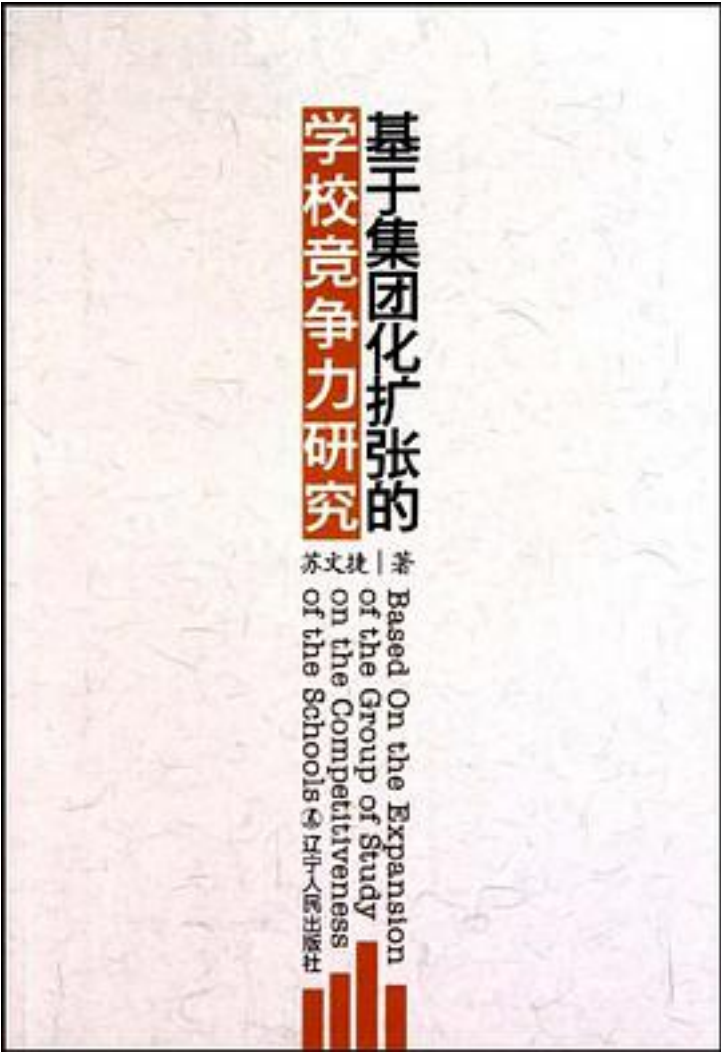 基于集团化扩张的
学校竞争力研究
苏文捷|著
Based On the Expansion
of the Group of Study
on the Competitiveness
of the Schools
辽宁人民出版社